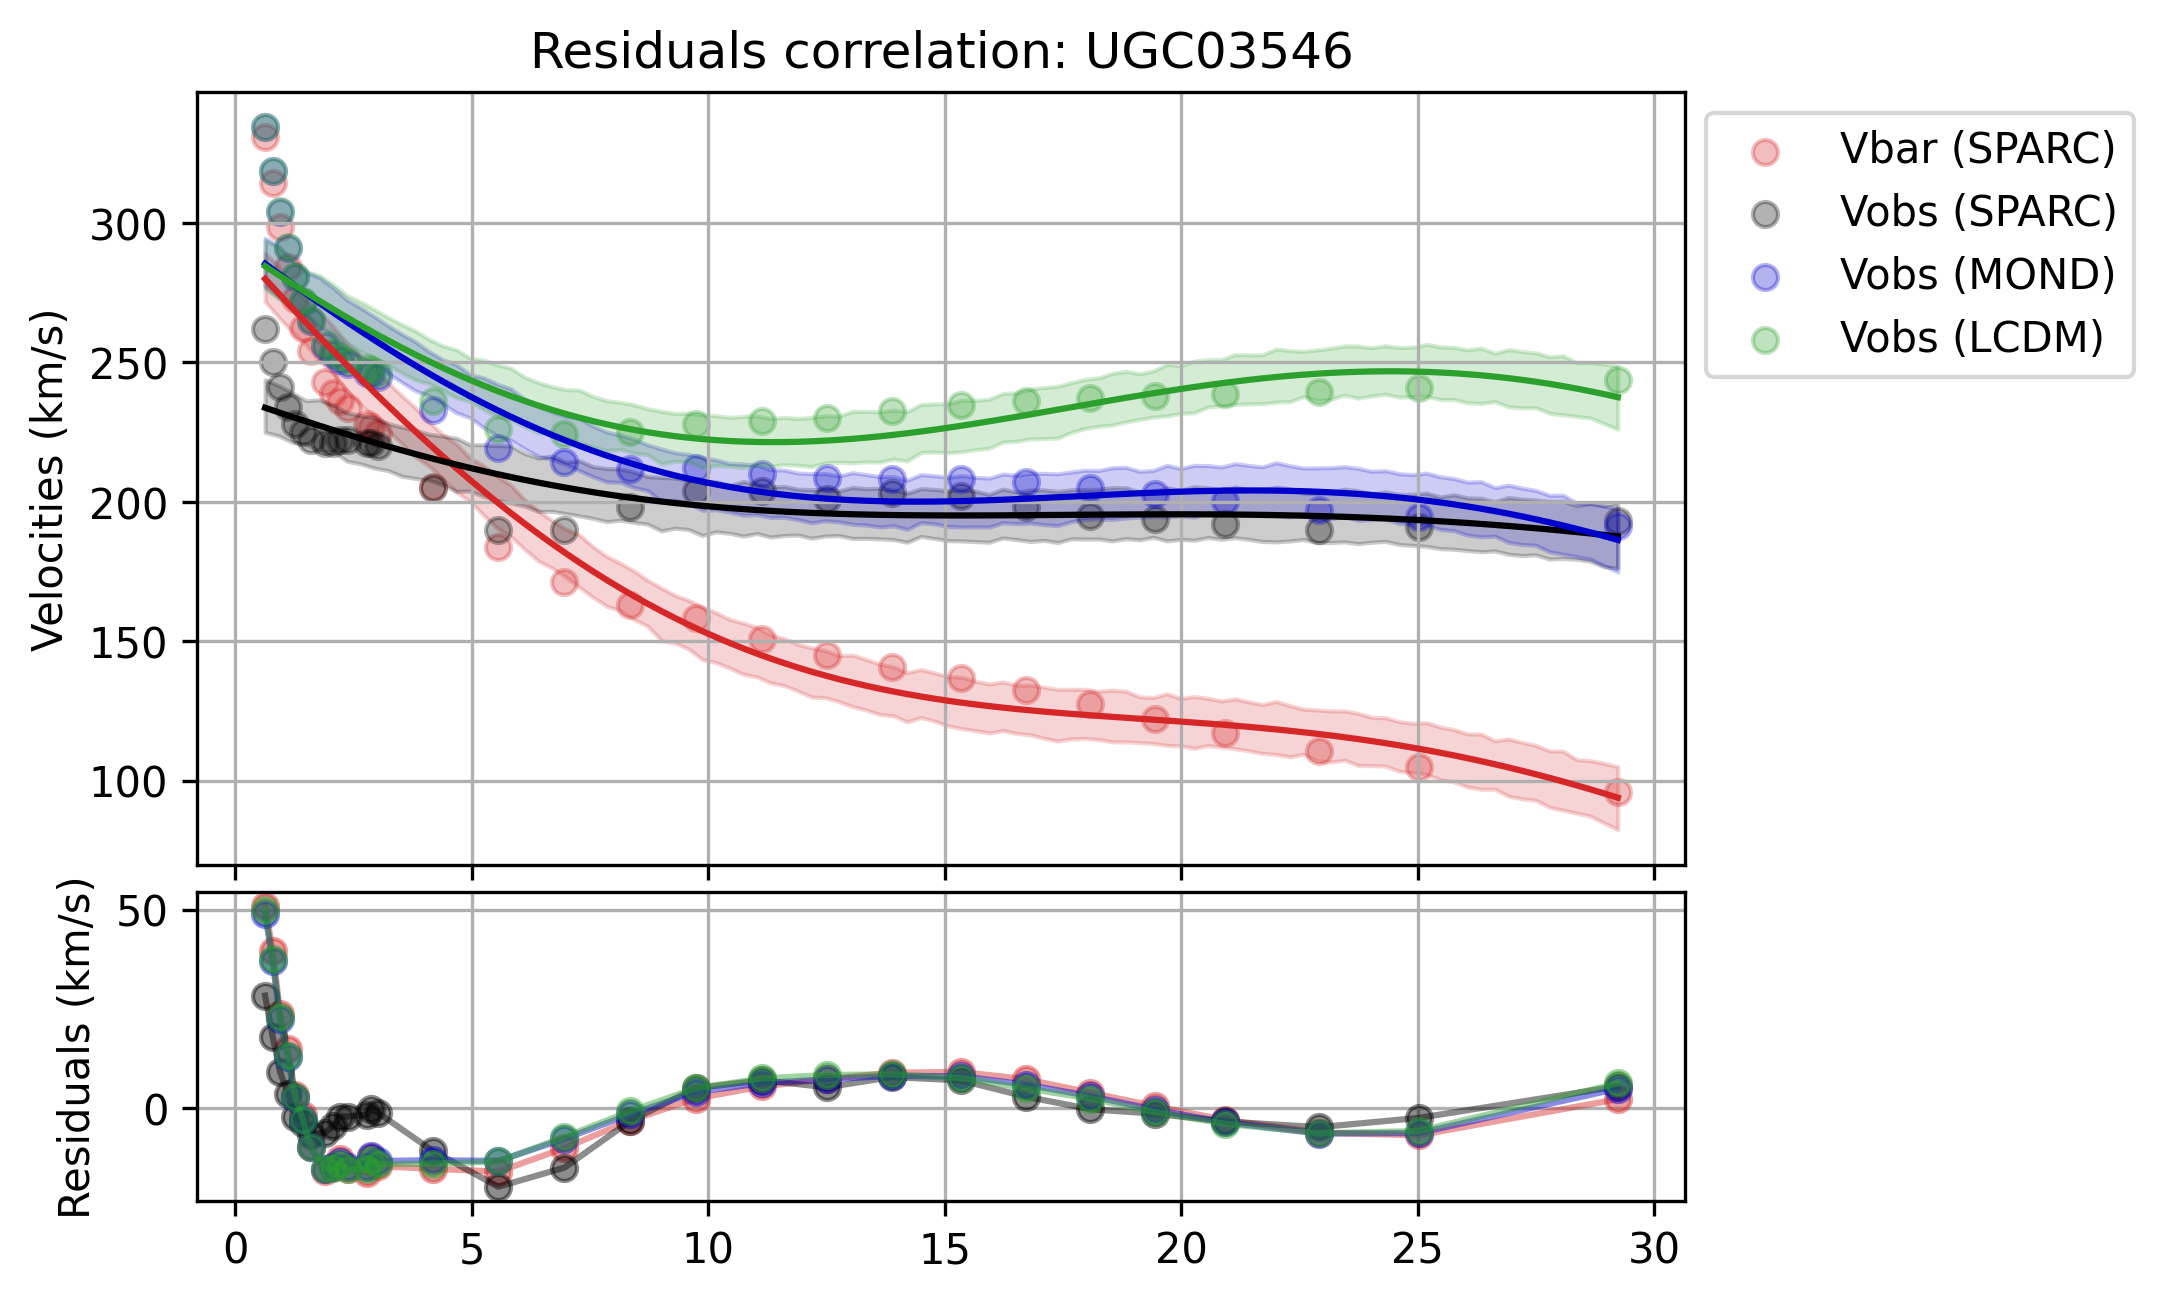 Residuals correlation: UGC03546
Velocities (km/s)
300
250
200
150
100
Vbar (SPARC)
Vobs (SPARC)
Vobs (MOND)
Vobs (LCDM)
Residuals (km/s)
50
0
0 5 10 15 20 25 30